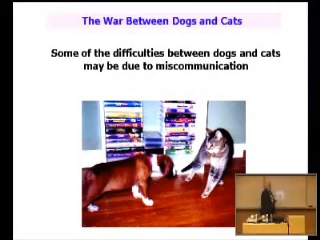 The War Between Dogs and Cats
Some of the difficulties between dogs and cats
may be due to miscommunication